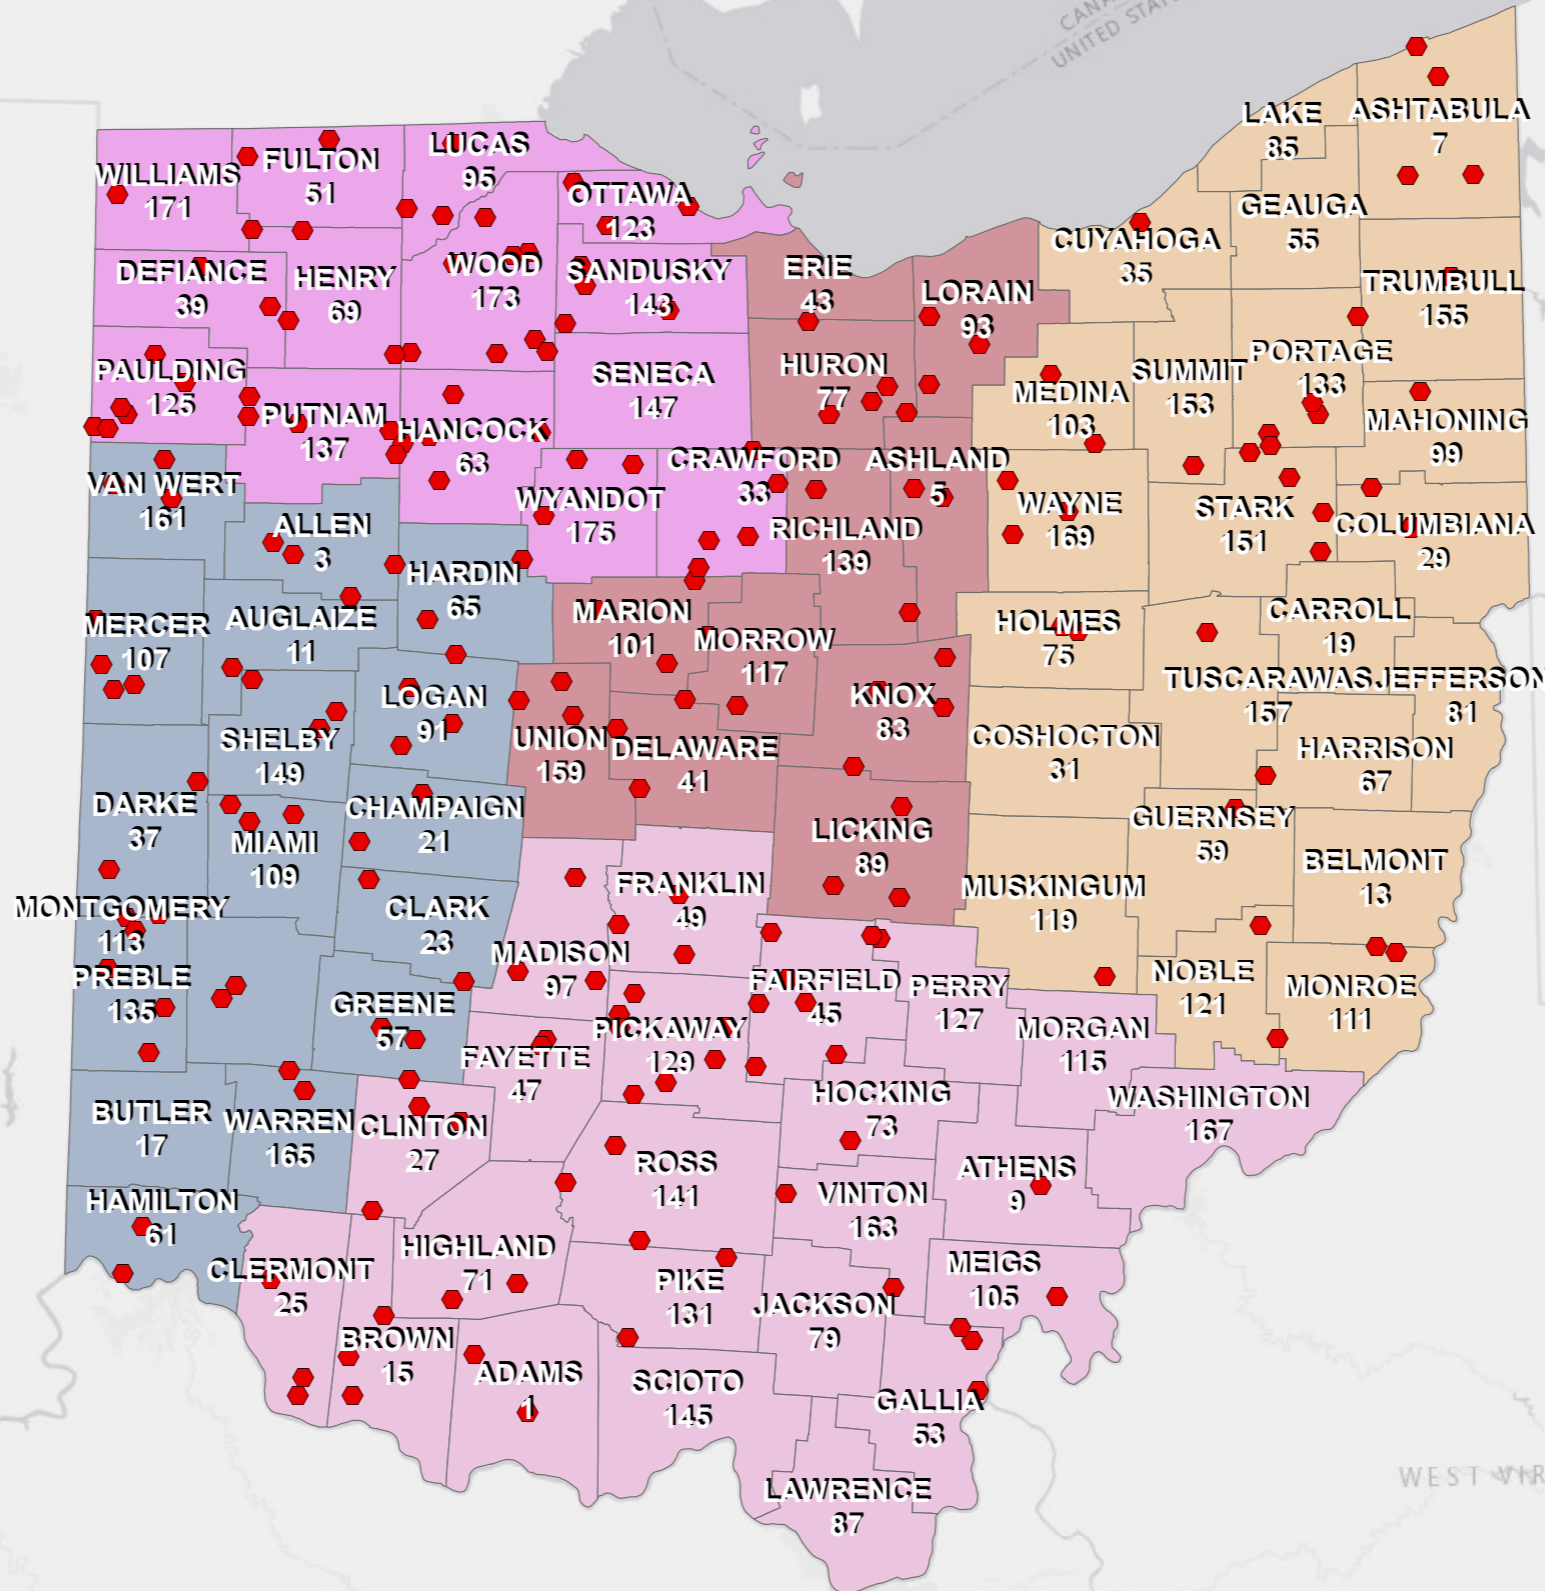 CANA
UNITED STATES
LAKE
85
ASHTABULA
7
WILLIAMS
171
FULTON
51
LUCAS
95
OTTAWA
123
GEAUGA
55
CUYAHOGA
35
DEFIANCE
39
HENRY
69
WOOD
173
SANDUSKY
143
ERIE
43
LORAIN
93
TRUMBULL
155
PAULDING
125
SENECA
147
HURON
77
MEDINA
103
SUMMIT
153
PORTAGE
133
MAHONING
99
PUTNAM
137
HANCOCK
63
CRAWFORD
33
ASHLAND
5
VAN WERT
161
WYANDOT
175
RICHLAND
139
WAYNE
169
STARK
151
COLUMBIANA
29
ALLEN
3
HARDIN
65
MERCER
107
AUGLAIZE
11
MARION
101
MORROW
117
HOLMES
75
CARROLL
19
LOGAN
91
KNOX
83
TUSCARAWAS
157
JEFFERSON
81
SHELBY
149
UNION
159
DELAWARE
41
COSHOCTON
31
HARRISON
67
DARKE
37
MIAMI
109
CHAMPAIGN
21
LICKING
89
GUERNSEY
59
BELMONT
13
MONTGOMERY
113
CLARK
23
FRANKLIN
49
MUSKINGUM
119
PREBLE
135
GREENE
57
MADISON
97
FAIRFIELD
45
PERRY
127
NOBLE
121
MONROE
111
FAYETTE
47
PICKAWAY
129
MORGAN
115
BUTLER
17
WARREN
165
CLINTON
27
HOCKING
73
WASHINGTON
167
HAMILTON
61
ROSS
141
VINTON
163
ATHENS
9
CLERMONT
25
HIGHLAND
71
PIKE
131
JACKSON
79
MEIGS
105
BROWN
15
ADAMS
1
SCIOTO
145
GALLIA
53
LAWRENCE
87
WEST VIR